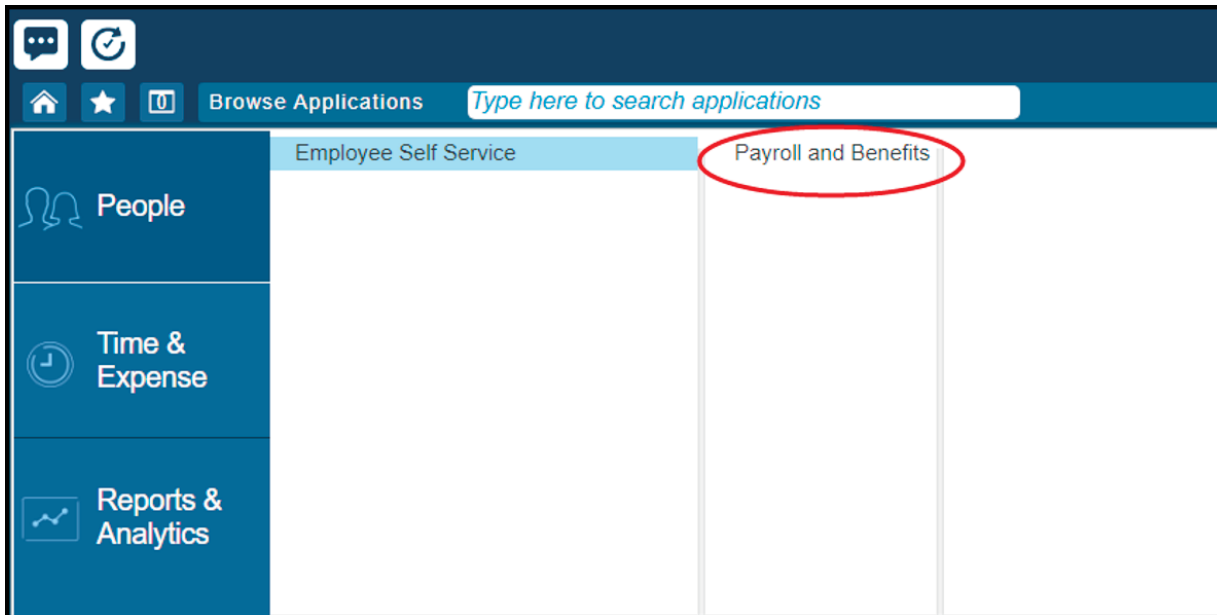 Browse Applications
Type here to search applications
Employee Self Service
Payroll and Benefits
People
Time &
Expense
Reports &
Analytics